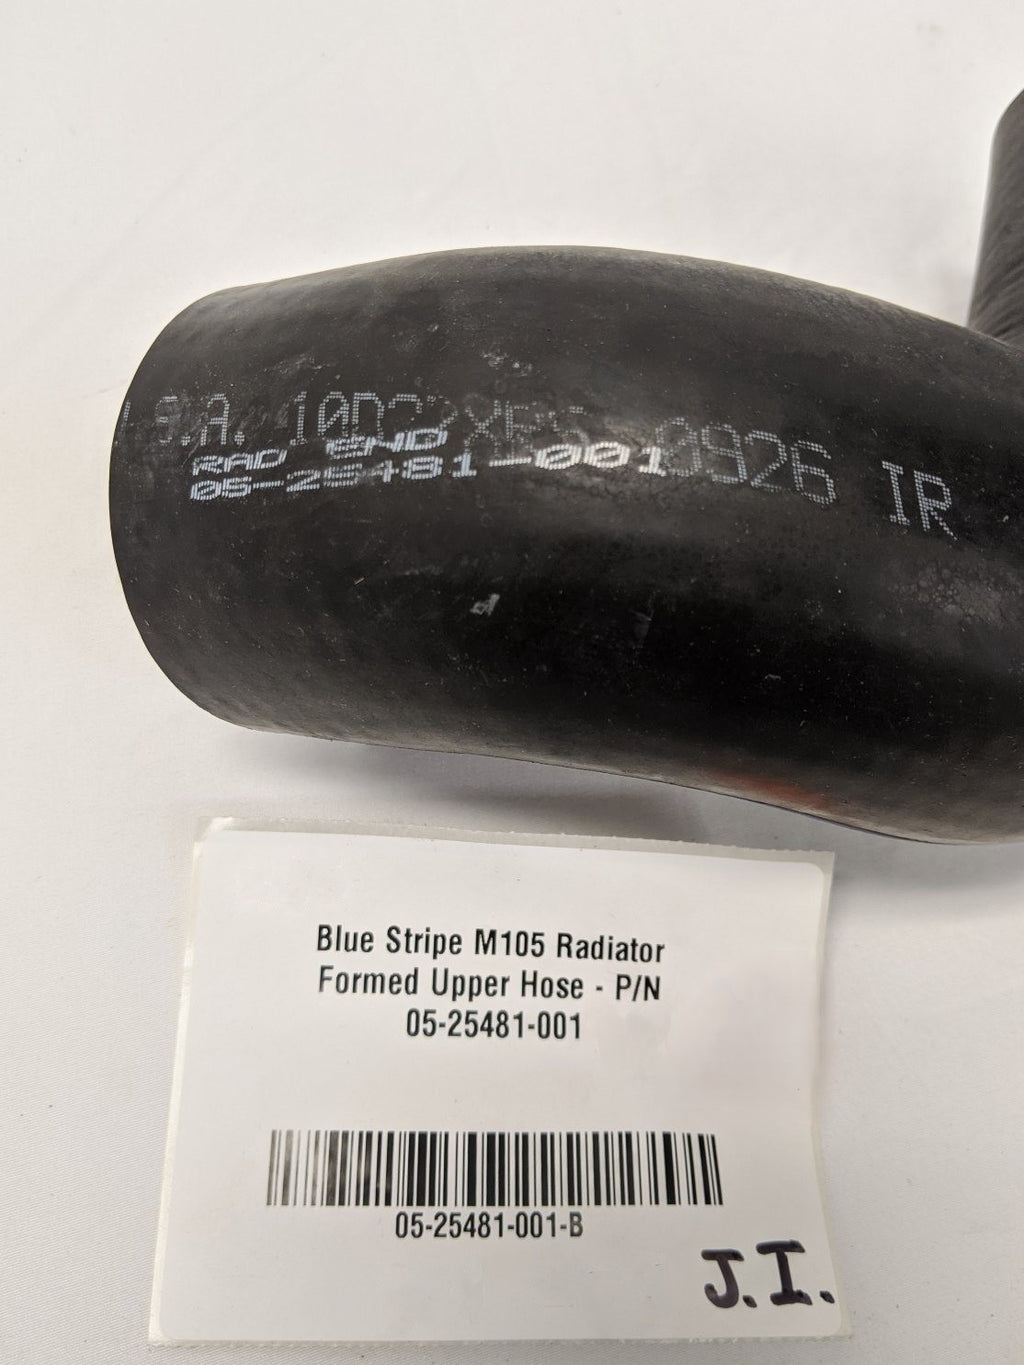 S.A. 10D23XES 0926 IR
RAD END
05-25481-001
Blue Stripe M105 Radiator
Formed Upper Hose - P/N
05-25481-001
05-25481-001-B
J.I.